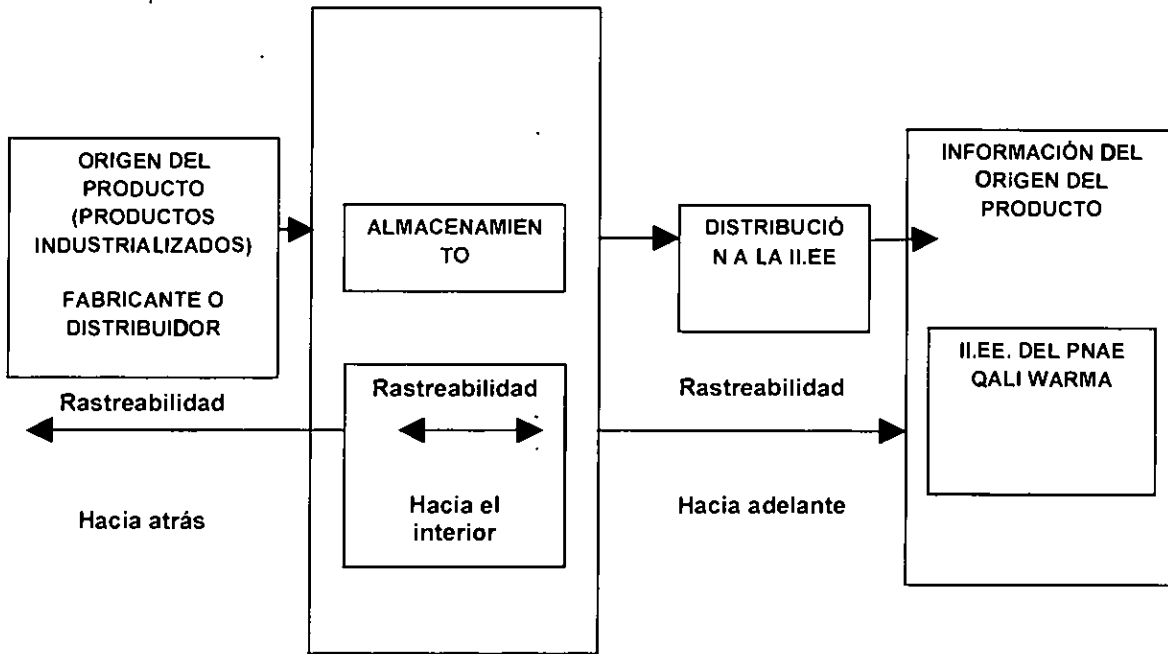 ORIGEN DEL
PRODUCTO
(PRODUCTOS
INDUSTRIALIZADOS)
FABRICANTE O
DISTRIBUIDOR
ALMACENAMIEN
TO
DISTRIBUCIÓ
N A LA II.EE
INFORMACIÓN DEL
ORIGEN DEL
PRODUCTO
II.EE. DEL PNAE
QALI WARMA
Rastreabilidad
Hacia atrás
Rastreabilidad
Hacia el
interior
Rastreabilidad
Hacia adelante